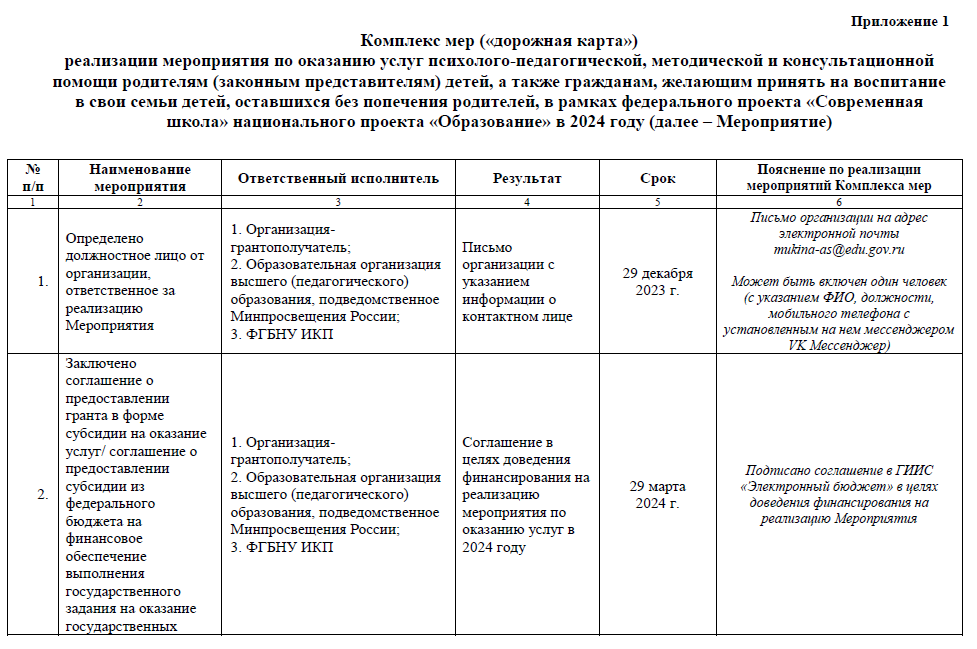 Приложение 1
Комплекс мер («дорожная карта»)
реализации мероприятия по оказанию услуг психолого-педагогической, методической и консультационной
помощи родителям (законным представителям) детей, а также гражданам, желающим принять на воспитание
в свои семьи детей, оставшихся без попечения родителей, в рамках федерального проекта «Современная
школа» национального проекта «Образование» в 2024 году (далее – Мероприятие)
№
п/п
Наименование
мероприятия
Ответственный исполнитель
Результат
Срок
Пояснение по реализации
мероприятий Комплекса мер
1
2
3
4
5
6
1.
Определено
должностное лицо от
организации,
ответственное за
реализацию
Мероприятия
1. Организация-
грантополучатель;
2. Образовательная организация
высшего (педагогического)
образования, подведомственное
Минпросвещения России;
3. ФГБНУ ИКП
Письмо
организации с
указанием
информации о
контактном лице
29 декабря
2023 г.
Письмо организации на адрес
электронной почты
mukina-as@edu.gov.ru
Может быть включен один человек
(с указанием ФИО, должности,
мобильного телефона с
установленным на нем мессенджером
VK Мессенджер)
2.
Заключено
соглашение о
предоставлении
гранта в форме
субсидии на оказание
услуг/ соглашение о
предоставлении
субсидии из
федерального
бюджета на
финансовое
обеспечение
выполнения
государственного
задания на оказание
государственных
1. Организация-
грантополучатель;
2. Образовательная организация
высшего (педагогического)
образования, подведомственное
Минпросвещения России;
3. ФГБНУ ИКП
Соглашение в
целях доведения
финансирования на
реализацию
мероприятия по
оказанию услуг в
2024 году
29 марта
2024 г.
Подписано соглашение в ГИИС
«Электронный бюджет» в целях
доведения финансирования на
реализацию Мероприятия